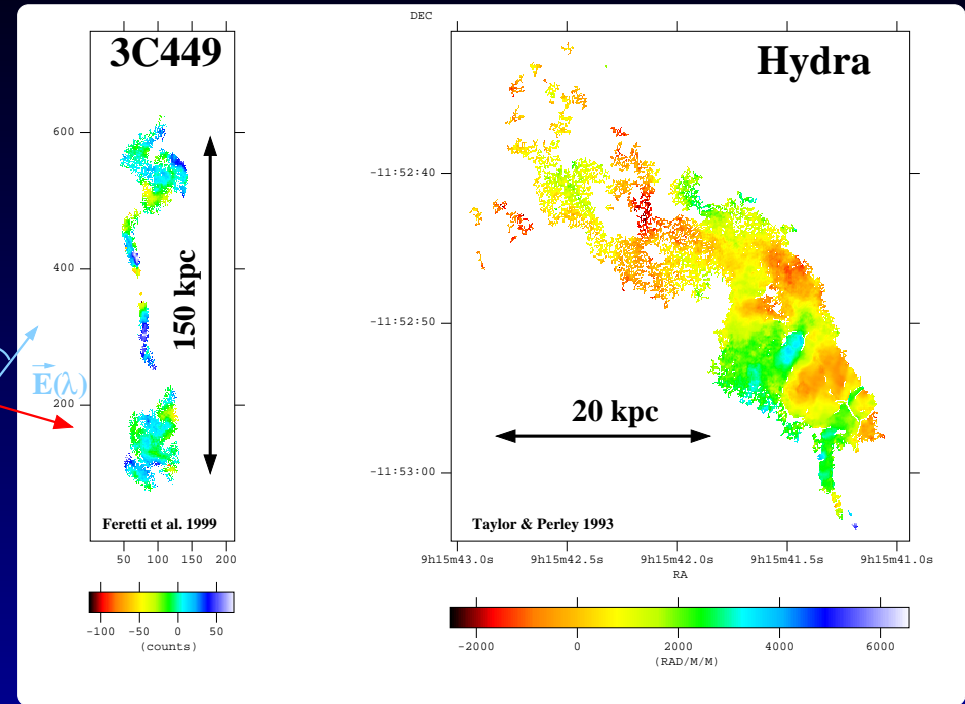 3C449
600
400
200
150 kpc
Feretti et al. 1999
50 100 150 200
-100 -50 0 50
(counts)
E(λ)
DEC
Hydra
-11:52:40
-11:52:50
-11:53:00
20 kpc
Taylor & Perley 1993
9h15m43.0s 9h15m42.5s 9h15m42.0s 9h15m41.5s 9h15m41.0s
RA
-2000 0 2000 4000 6000
(RAD/M/M)